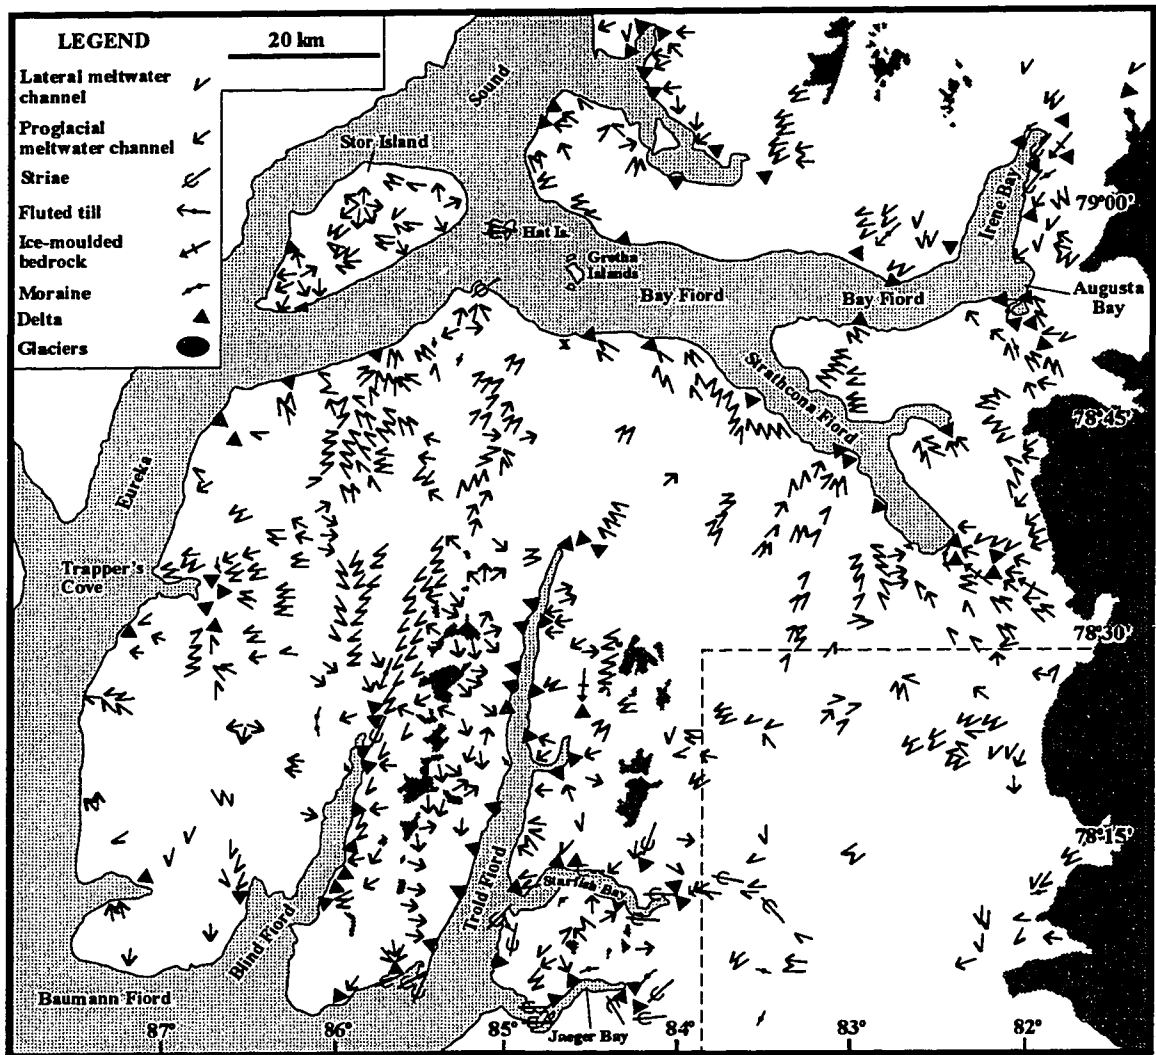 LEGEND
20 km
Lateral meltwater
channel
Proglacial
meltwater channel
Striae
Fluted till
Ice-moulded
bedrock
Moraine
Delta
Glaciers
Sound
Stor Island
Hat Is.
Gretha
Islands
Bay Fiord
Bay Fiord
Irene Bay
79°00'
Augusta
Bay
x
Strathcona Fiord
78°45'
Eureka
Trapper's
Cove
78°30'
78°15'
Trold Fiord
Starfish Bay
Blind Fiord
Baumann Fiord
Jaeger Bay
87°
86°
85°
84°
83°
82°